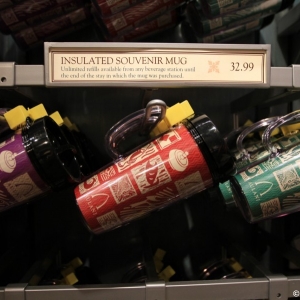 INSULATED SOUVENIR MUG
Unlimited refills available from any beverage station until
the end of the stay in which the mug was purchased.
32.99
©